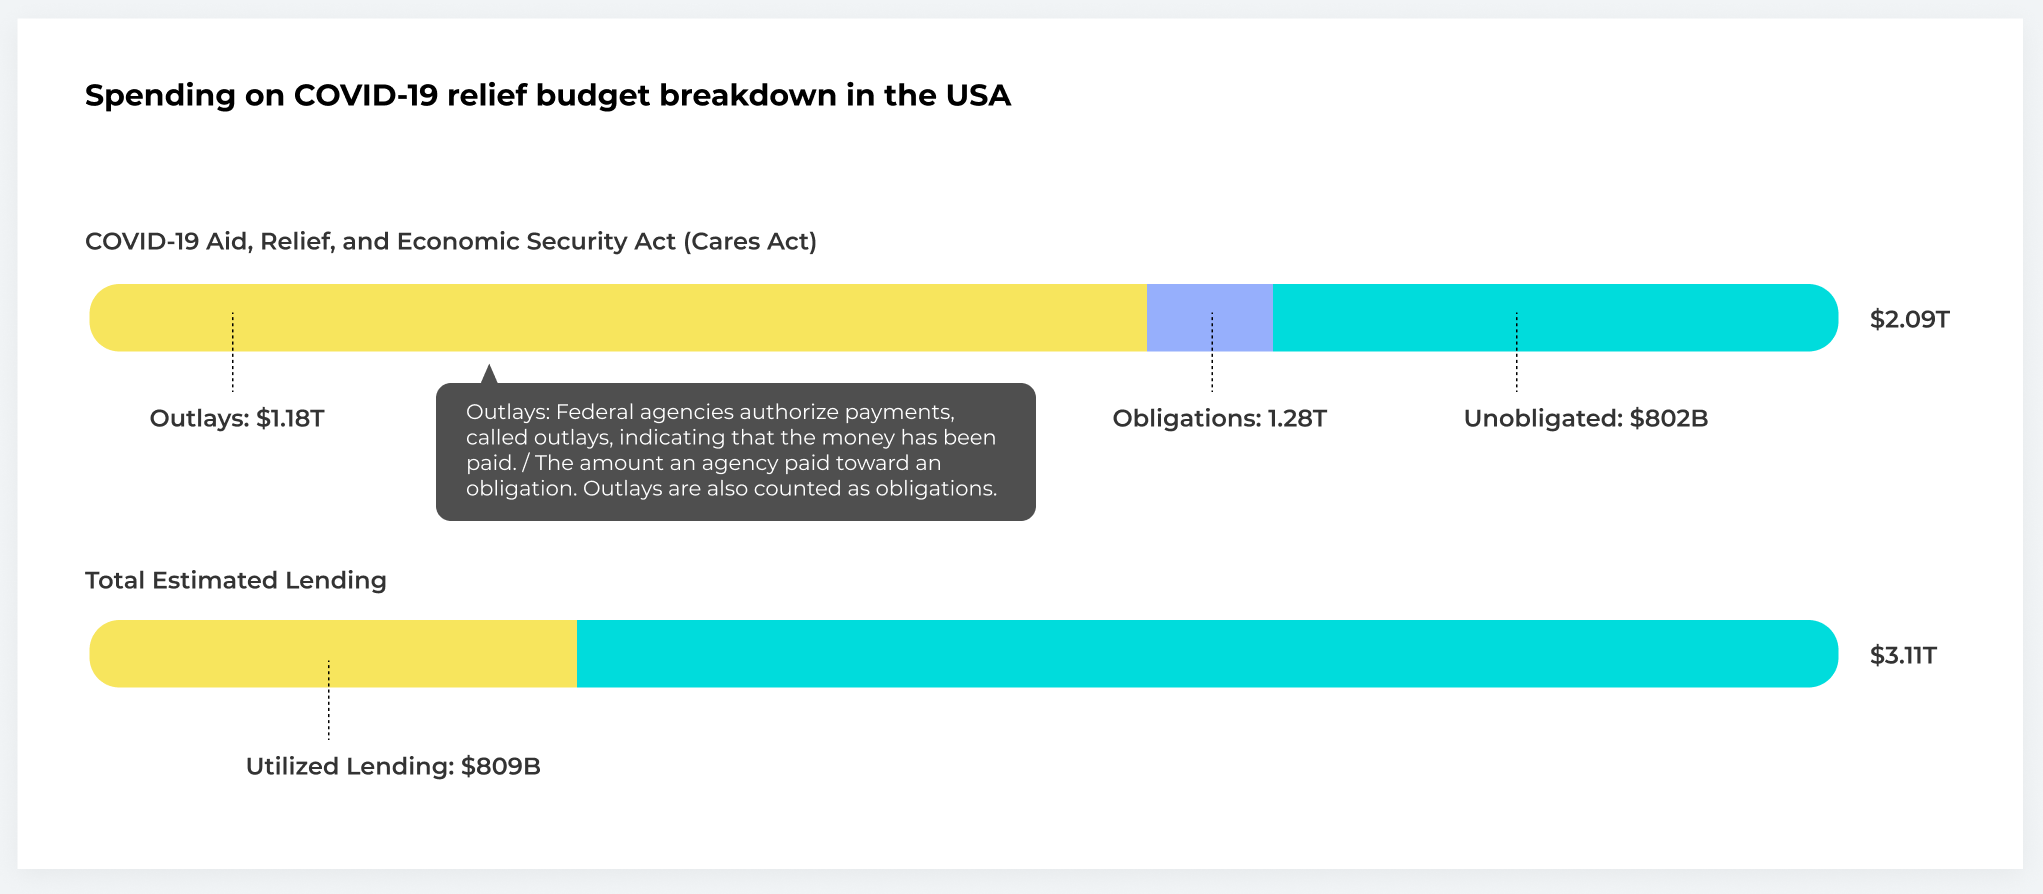 Spending on COVID-19 relief budget breakdown in the USA
COVID-19 Aid, Relief, and Economic Security Act (Cares Act)
$2.09T
Outlays: $1.18T
Outlays: Federal agencies authorize payments,
called outlays, indicating that the money has been
paid. / The amount an agency paid toward an
obligation. Outlays are also counted as obligations.
Obligations: 1.28T
Unobligated: $802B
Total Estimated Lending
$3.11T
Utilized Lending: $809B